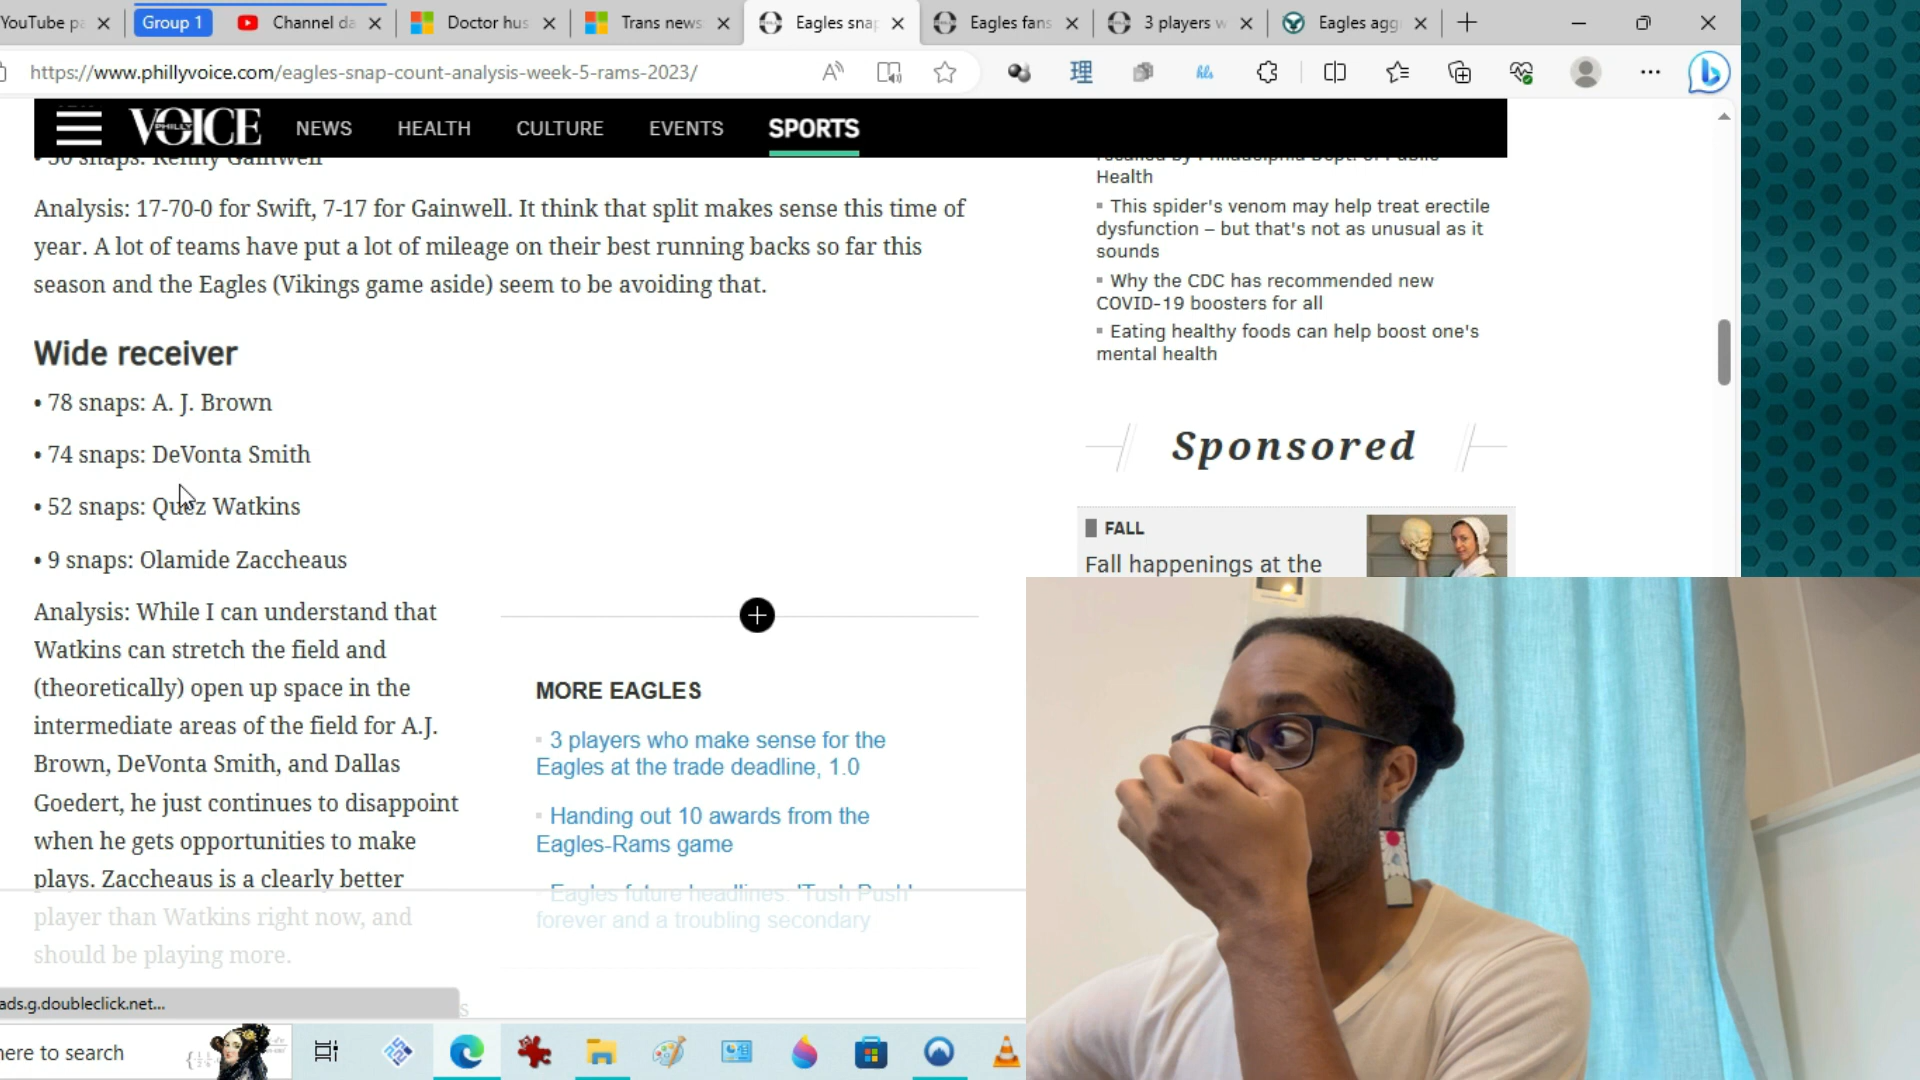 YouTube p
Group 1
Channel da
Doctor hus
Trans news
Eagles snap
Eagles fans
3 players w
Eagles agg
https://www.phillyvoice.com/eagles-snap-count-analysis-week-5-rams-2023/
PHILLY VOICE
NEWS
HEALTH
CULTURE
EVENTS
SPORTS
• 30 snaps: Kenny Gainwell
Analysis: 17-70-0 for Swift, 7-17 for Gainwell. It think that split makes sense this time of
year. A lot of teams have put a lot of mileage on their best running backs so far this
season and the Eagles (Vikings game aside) seem to be avoiding that.
Wide receiver
• 78 snaps: A. J. Brown
• 74 snaps: DeVonta Smith
• 52 snaps: Quez Watkins
• 9 snaps: Olamide Zaccheaus
Analysis: While I can understand that
Watkins can stretch the field and
(theoretically) open up space in the
intermediate areas of the field for A.J.
Brown, DeVonta Smith, and Dallas
Goedert, he just continues to disappoint
when he gets opportunities to make
plays. Zaccheaus is a clearly better
player than Watkins right now, and
should be playing more.
MORE EAGLES
3 players who make sense for the
Eagles at the trade deadline, 1.0
Handing out 10 awards from the
Eagles-Rams game
Eagles future headlines: 'Tush Push'
forever and a troubling secondary
recalled by Philadelphia Dept. of Public
Health
This spider's venom may help treat erectile
dysfunction – but that's not as unusual as it
sounds
Why the CDC has recommended new
COVID-19 boosters for all
Eating healthy foods can help boost one's
mental health
Sponsored
FALL
Fall happenings at the
ads.g.doubleclick.net...
here to search